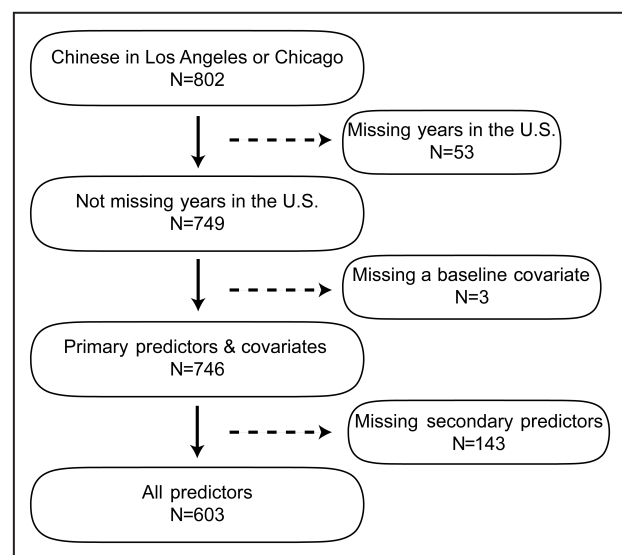 Chinese in Los Angeles or Chicago
N=802
Missing years in the U.S.
N=53
Not missing years in the U.S.
N=749
Missing a baseline covariate
N=3
Primary predictors & covariates
N=746
Missing secondary predictors
N=143
All predictors
N=603